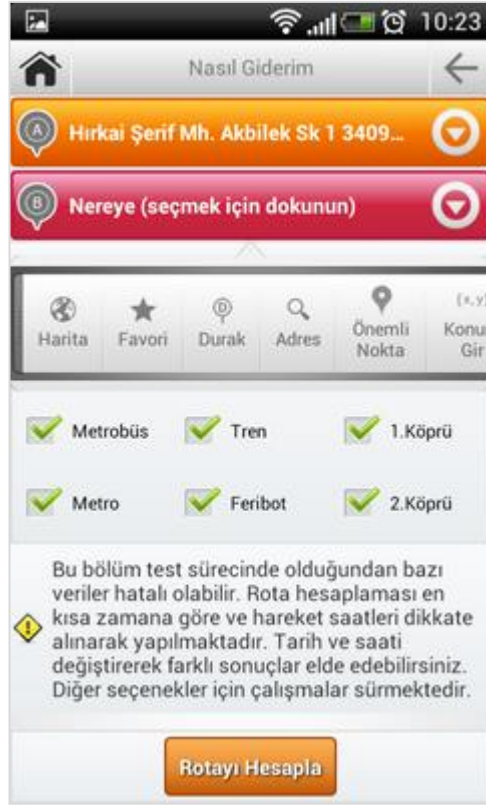 10:23
Nasıl Giderim
A
Hırkai Şerif Mh. Akbilek Sk 1 3409...
B
Nereye (seçmek için dokunun)
D
(x,y)
Harita Favori Durak Adres Önemli Nokta Konu Gir
Metrobüs Tren 1.Köprü
Metro Feribot 2.Köprü
Bu bölüm test sürecinde olduğundan bazı
veriler hatalı olabilir. Rota hesaplaması en
kısa zamana göre ve hareket saatleri dikkate
alınarak yapılmaktadır. Tarih ve saati
değiştirerek farklı sonuçlar elde edebilirsiniz.
Diğer seçenekler için çalışmalar sürmektedir.
Rotayı Hesapla